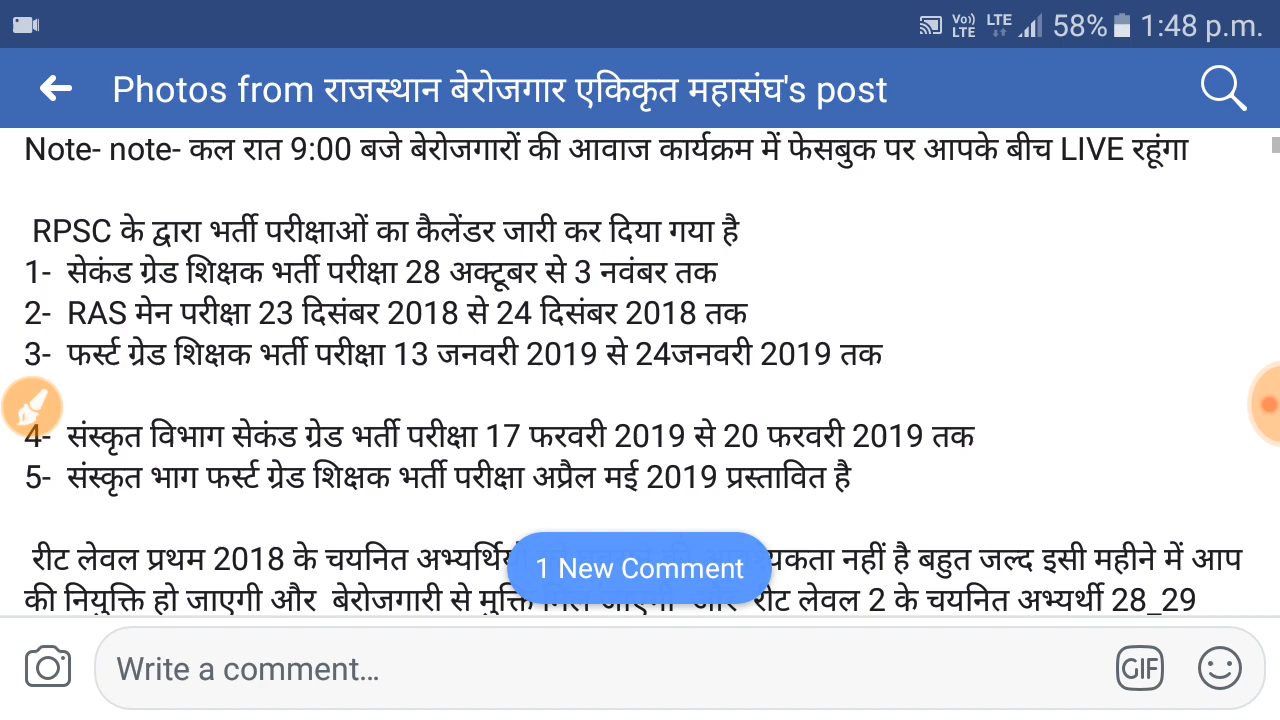 Vo)) LTE LTE 58% 1:48 p.m.
Photos from राजस्थान बेरोजगार एकिकृत महासंघ's post
Note- note- कल रात 9:00 बजे बेरोजगारों की आवाज कार्यक्रम में फेसबुक पर आपके बीच LIVE रहूंगा
RPSC के द्वारा भर्ती परीक्षाओं का कैलेंडर जारी कर दिया गया है
1- सेकंड ग्रेड शिक्षक भर्ती परीक्षा 28 अक्टूबर से 3 नवंबर तक
2- RAS मेन परीक्षा 23 दिसंबर 2018 से 24 दिसंबर 2018 तक
3- फर्स्ट ग्रेड शिक्षक भर्ती परीक्षा 13 जनवरी 2019 से 24जनवरी 2019 तक
4- संस्कृत विभाग सेकंड ग्रेड भर्ती परीक्षा 17 फरवरी 2019 से 20 फरवरी 2019 तक
5- संस्कृत भाग फर्स्ट ग्रेड शिक्षक भर्ती परीक्षा अप्रैल मई 2019 प्रस्तावित है
रीट लेवल प्रथम 2018 के चयनित नहीं है बहुत जल्द इसी महीने में आप
1 New Comment
की नियुक्ति हो जाएगी और बेरोजगारी से मुक्ति रीट लेवल 2 के चयनित अभ्यर्थी 28_29
Write a comment...
GIF